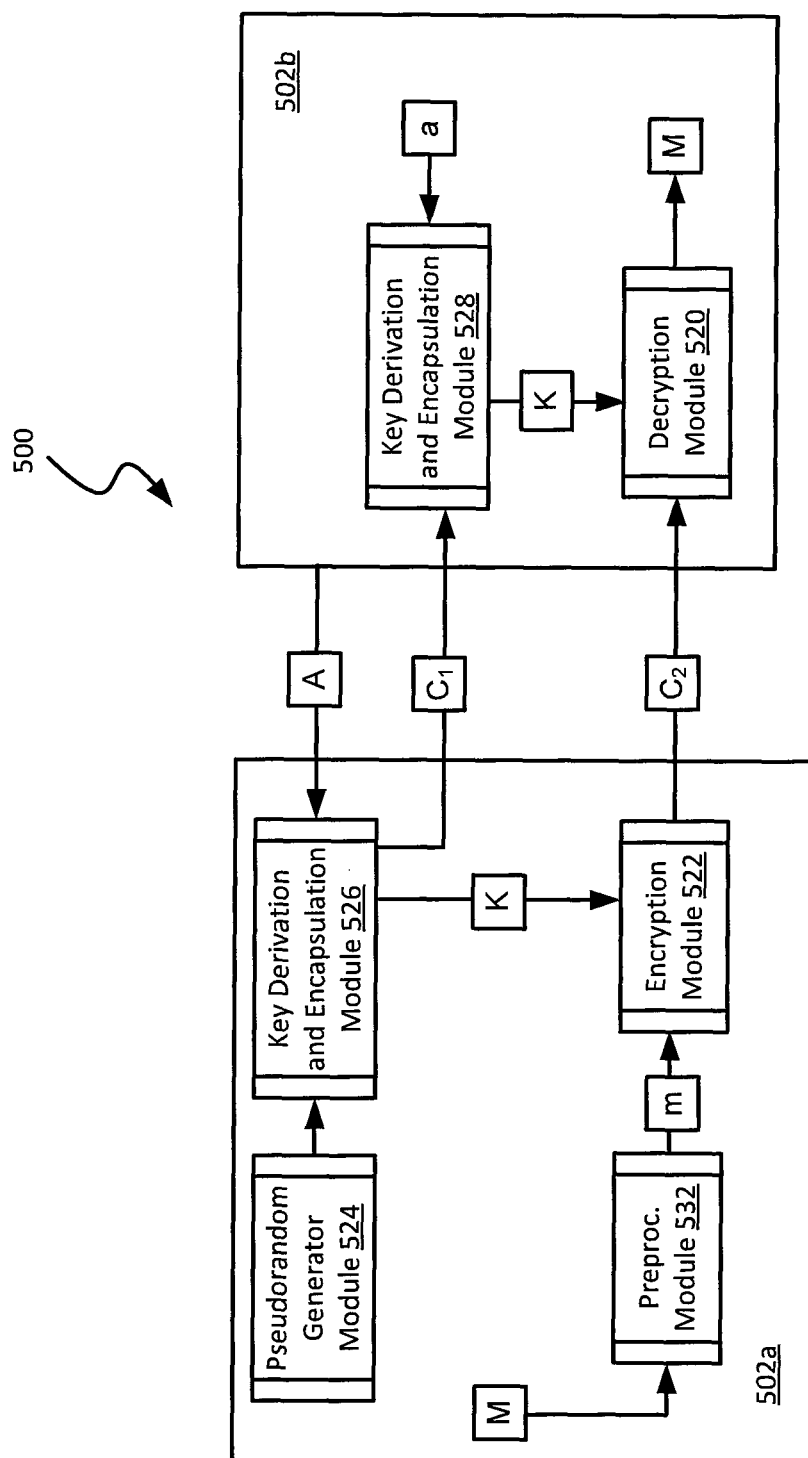 500
Pseudorandom
Generator
Module 524
Key Derivation
and Encapsulation
Module 526
A
502b
Key Derivation
and Encapsulation
Module 528
a
C₁
K
K
M
Preproc.
Module 532
m
Encryption
Module 522
C₂
Decryption
Module 520
M
502a